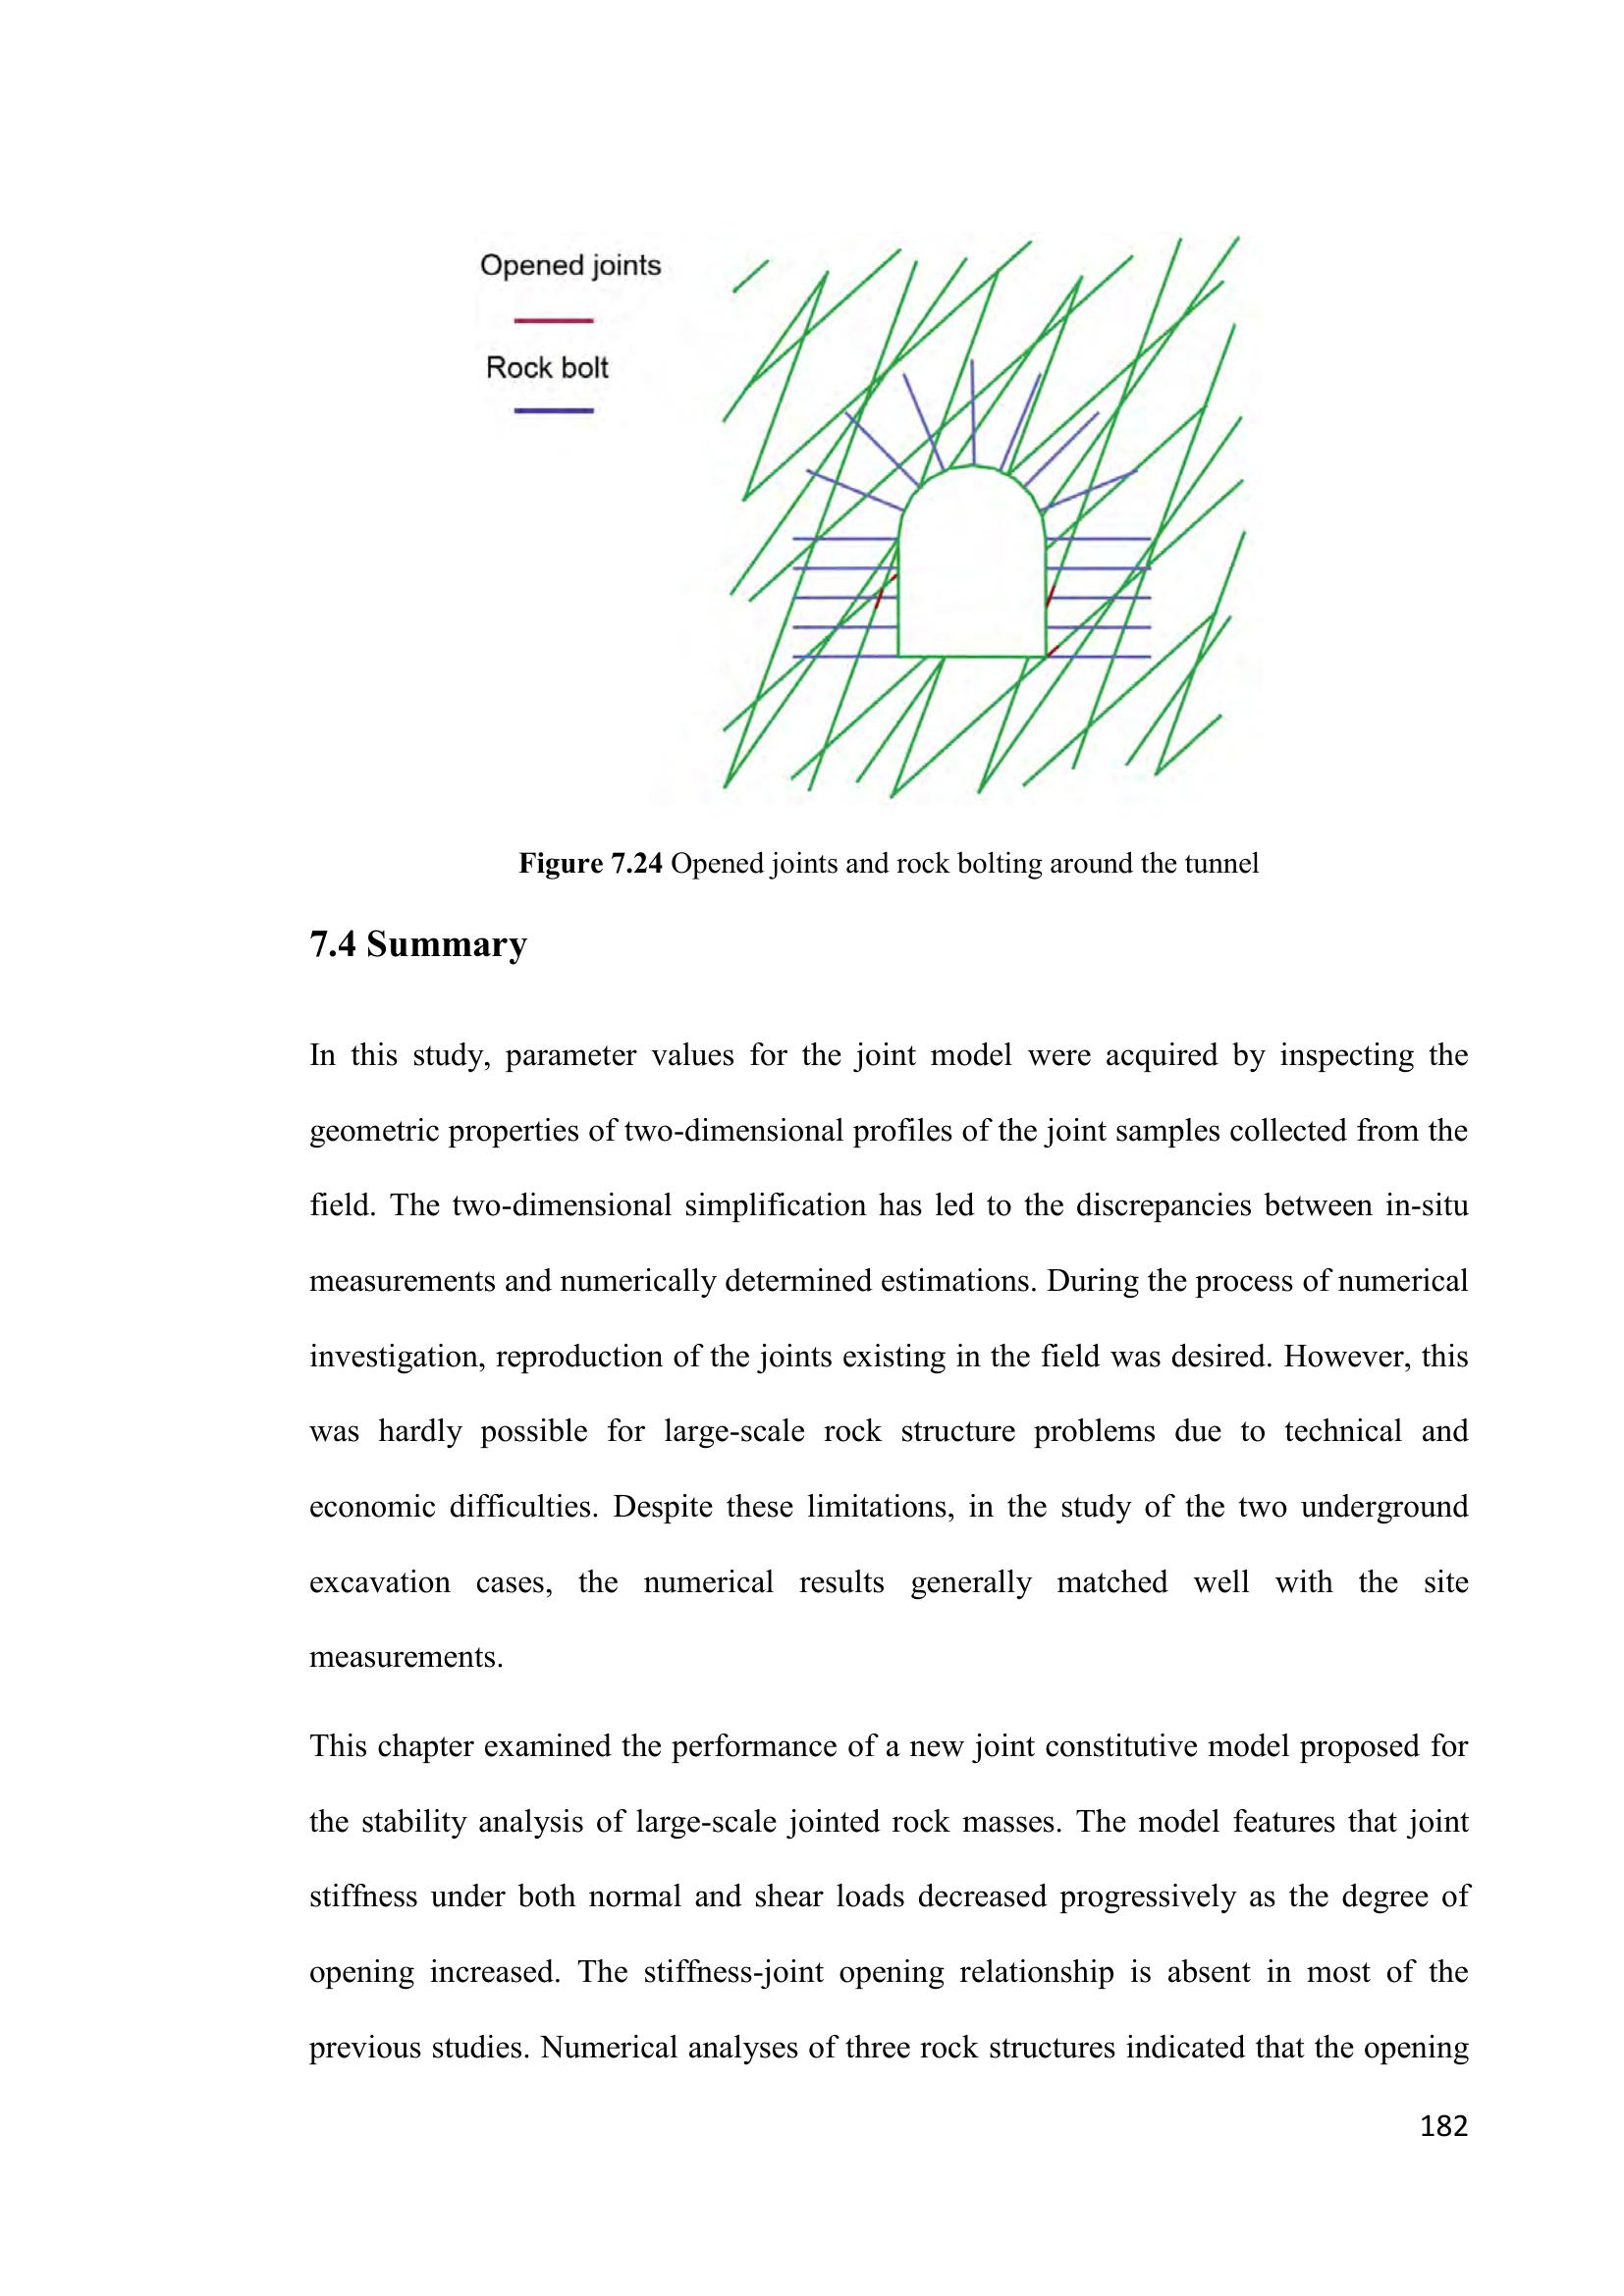 Opened joints
Rock bolt
Figure 7.24 Opened joints and rock bolting around the tunnel
7.4 Summary
In this study, parameter values for the joint model were acquired by inspecting the
geometric properties of two-dimensional profiles of the joint samples collected from the
field. The two-dimensional simplification has led to the discrepancies between in-situ
measurements and numerically determined estimations. During the process of numerical
investigation, reproduction of the joints existing in the field was desired. However, this
was hardly possible for large-scale rock structure problems due to technical and
economic difficulties. Despite these limitations, in the study of the two underground
excavation cases, the numerical results generally matched well with the site
measurements.
This chapter examined the performance of a new joint constitutive model proposed for
the stability analysis of large-scale jointed rock masses. The model features that joint
stiffness under both normal and shear loads decreased progressively as the degree of
opening increased. The stiffness-joint opening relationship is absent in most of the
previous studies. Numerical analyses of three rock structures indicated that the opening
182